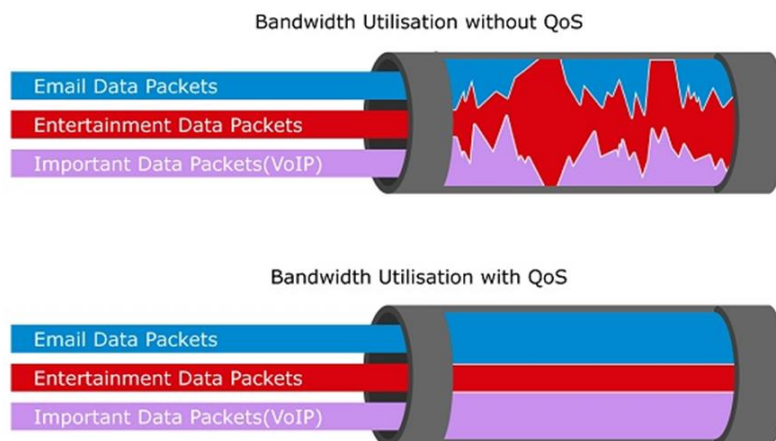 Bandwidth Utilisation without QoS
Email Data Packets
Entertainment Data Packets
Important Data Packets(VoIP)
Bandwidth Utilisation with QoS
Email Data Packets
Entertainment Data Packets
Important Data Packets(VoIP)